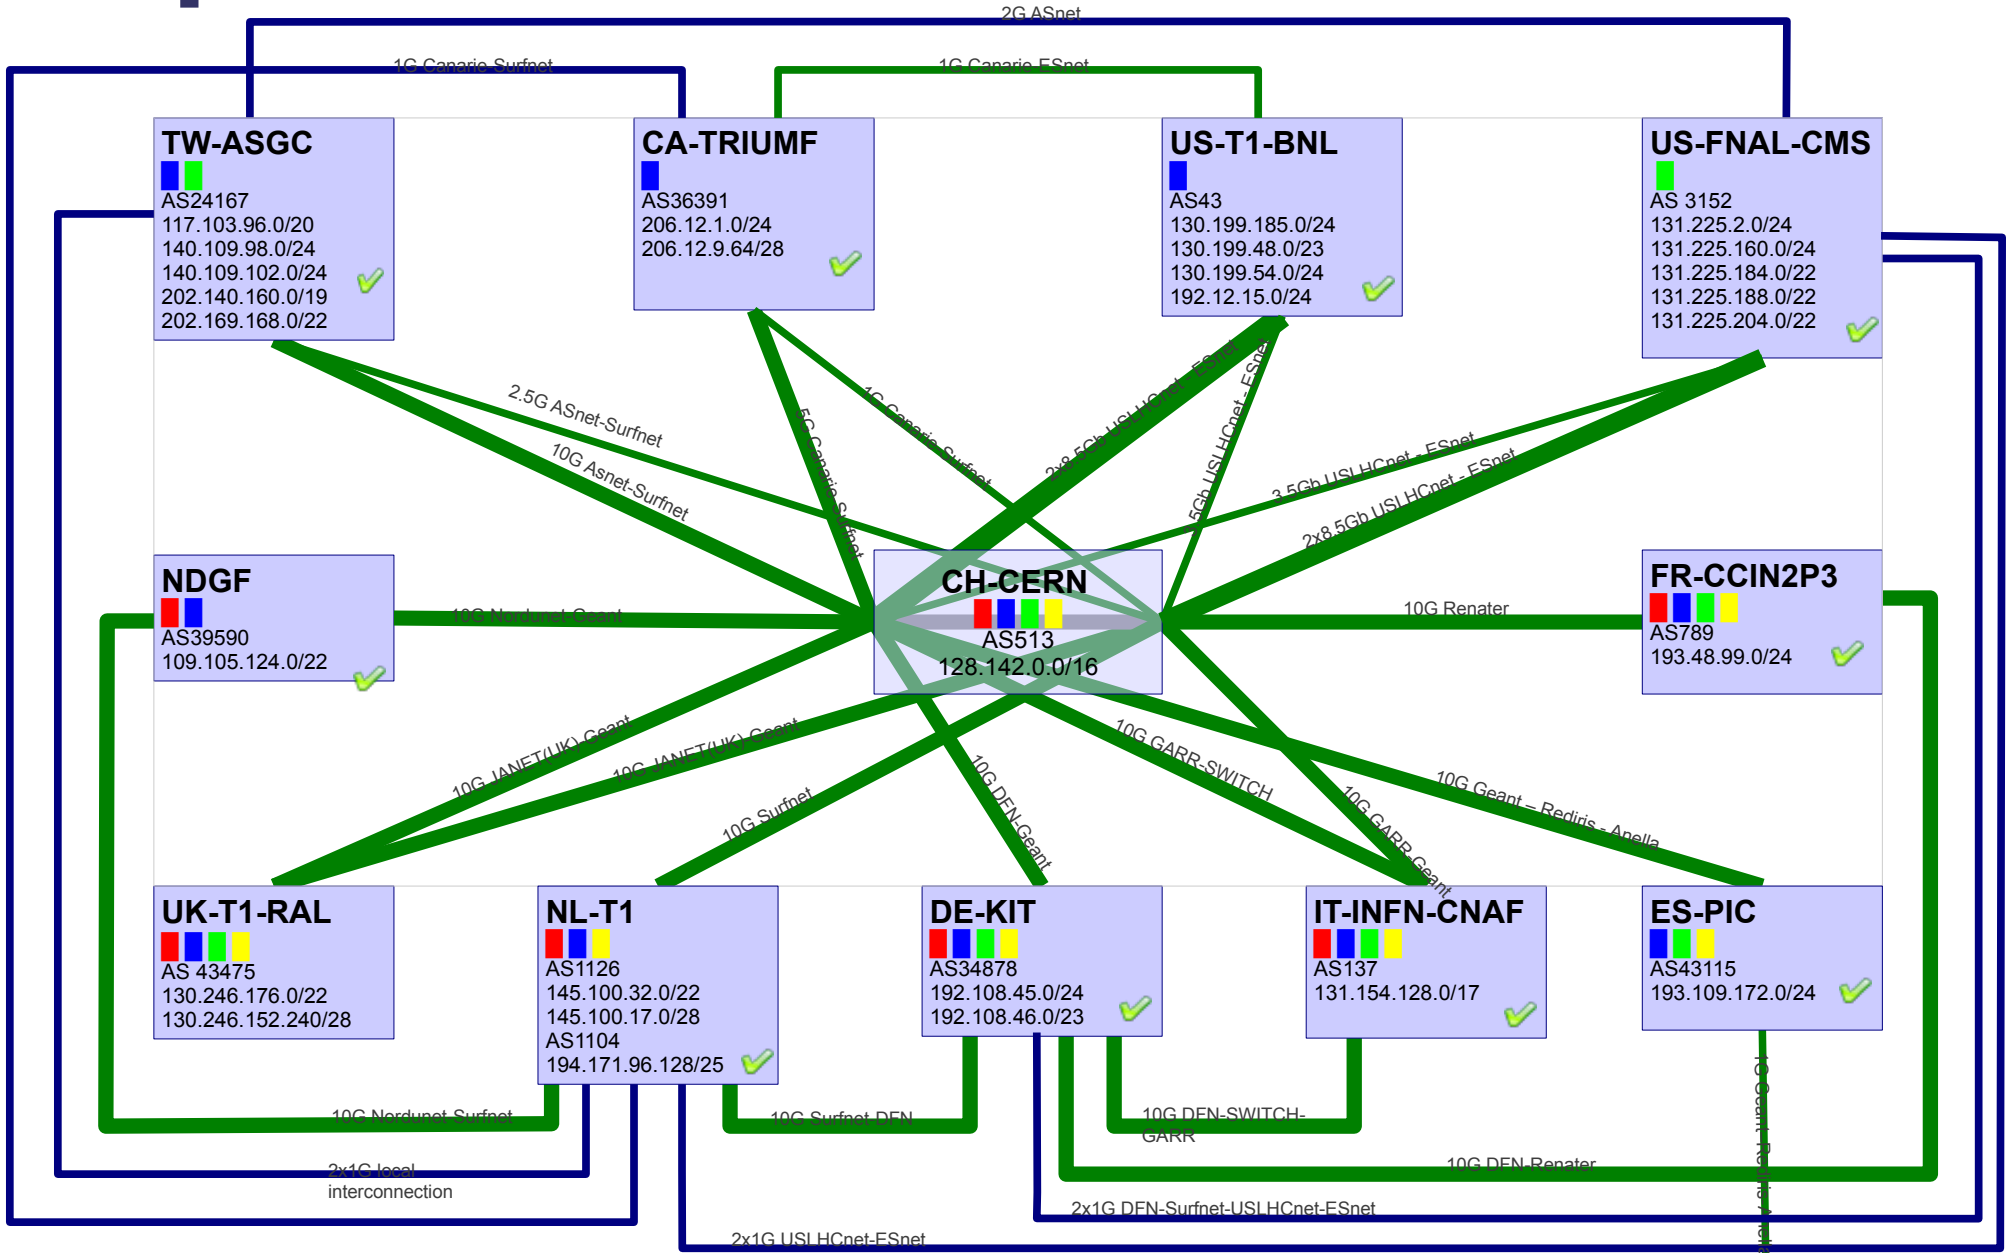 2G ASnet
1G Canarie-Surfnet
1G Canarie-ESnet
TW-ASGC
AS24167
117.103.96.0/20
140.109.98.0/24
140.109.102.0/24
202.140.160.0/19
202.169.168.0/22
CA-TRIUMF
AS36391
206.12.1.0/24
206.12.9.64/28
US-T1-BNL
AS43
130.199.185.0/24
130.199.48.0/23
130.199.54.0/24
192.12.15.0/24
US-FNAL-CMS
AS 3152
131.225.2.0/24
131.225.160.0/24
131.225.184.0/22
131.225.188.0/22
131.225.204.0/22
2.5G ASnet-Surfnet
10G Asnet-Surfnet
5G Canarie-Surfnet
1G Canarie-Surfnet
2x8.5Gb USLHCnet - ESnet
.5Gb USLHCnet - ESnet
3.5Gb USLHCnet - ESnet
2x8.5Gb USLHCnet - ESnet
NDGF
AS39590
109.105.124.0/22
10G Nordunet-Geant
CH-CERN
AS513
128.142.0.0/16
10G Renater
FR-CCIN2P3
AS789
193.48.99.0/24
10G JANET(UK)-Geant
10G JANET(UK)-Geant
10G Surfnet
10G DFN-Geant
10G GARR-SWITCH
10G GARR-Geant
10G Geant – Rediris - Anella
UK-T1-RAL
AS 43475
130.246.176.0/22
130.246.152.240/28
NL-T1
AS1126
145.100.32.0/22
145.100.17.0/28
AS1104
194.171.96.128/25
DE-KIT
AS34878
192.108.45.0/24
192.108.46.0/23
IT-INFN-CNAF
AS137
131.154.128.0/17
ES-PIC
AS43115
193.109.172.0/24
10G Nordunet-Surfnet
10G Surfnet-DFN
10G DFN-SWITCH-
GARR
1G Geant-Rediris-Anella
10G DFN-Renater
2x1G local
interconnection
2x1G DFN-Surfnet-USLHCnet-ESnet
2x1G USLHCnet-ESnet